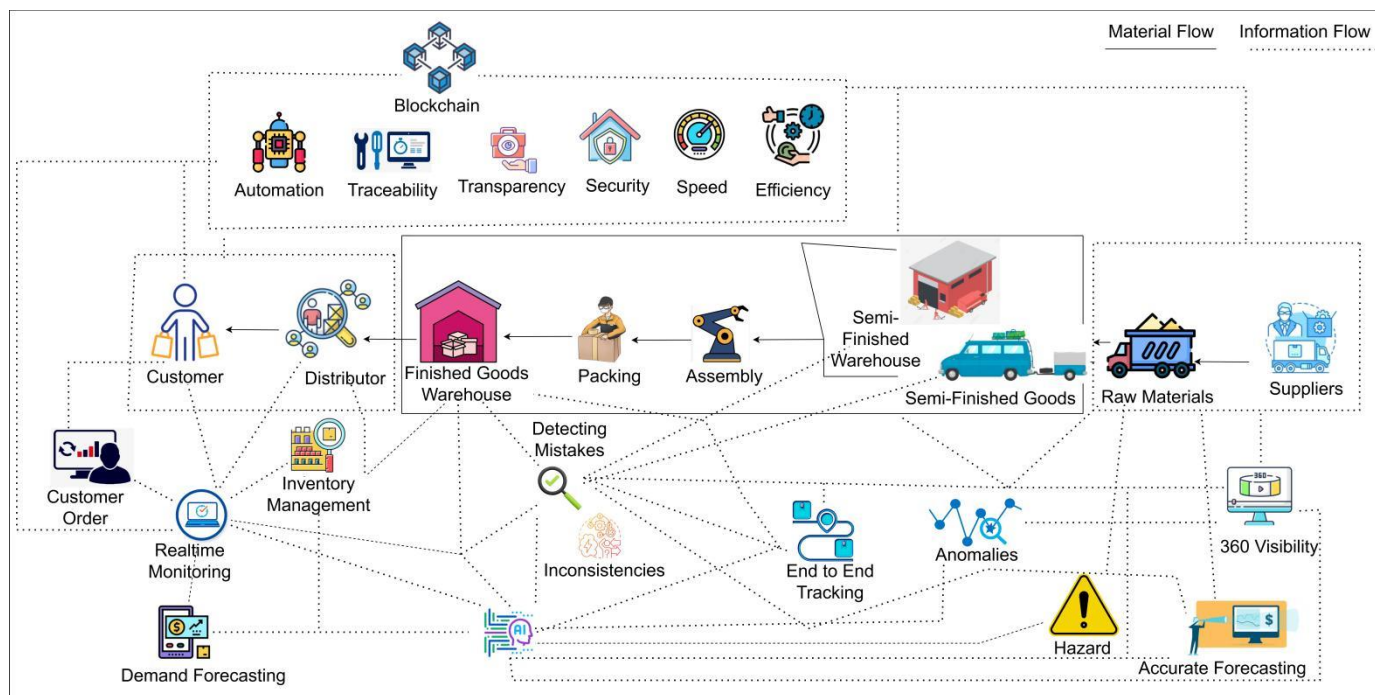 Material Flow
Information Flow
Blockchain
Automation
Traceability
Transparency
Security
Speed
Efficiency
Customer
Distributor
Finished Goods
Warehouse
Packing
Assembly
Semi-
Finished
Warehouse
Semi-Finished Goods
Raw Materials
Suppliers
Customer
Order
Inventory
Management
Detecting
Mistakes
360
360 Visibility
Realtime
Monitoring
Inconsistencies
End to End
Tracking
Anomalies
AI
Demand Forecasting
Hazard
Accurate Forecasting